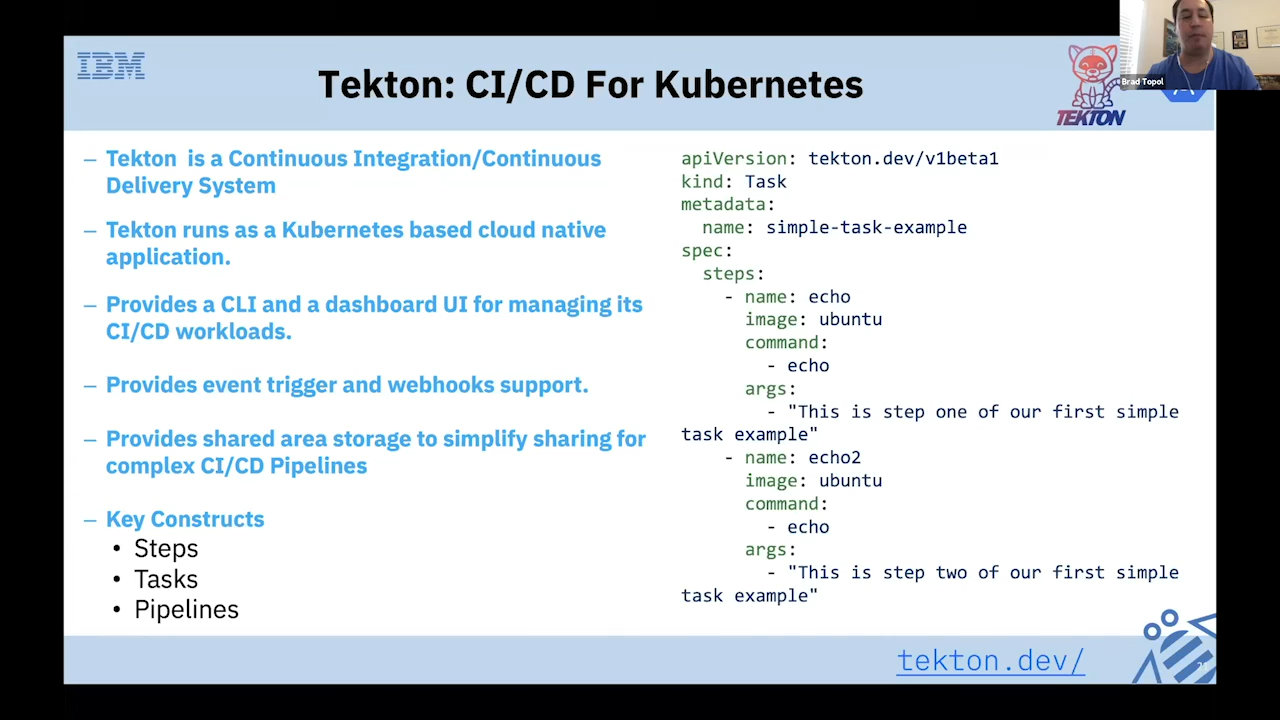 IBM
Tekton: CI/CD For Kubernetes
TEKTON
Brad Topol
– Tekton is a Continuous Integration/Continuous
Delivery System
– Tekton runs as a Kubernetes based cloud native
application.
– Provides a CLI and a dashboard UI for managing its
CI/CD workloads.
– Provides event trigger and webhooks support.
– Provides shared area storage to simplify sharing for
complex CI/CD Pipelines
– Key Constructs
• Steps
• Tasks
• Pipelines
apiVersion: tekton.dev/v1beta1
kind: Task
metadata:
  name: simple-task-example
spec:
  steps:
    - name: echo
      image: ubuntu
      command:
        - echo
      args:
        - "This is step one of our first simple
task example"
    - name: echo2
      image: ubuntu
      command:
        - echo
      args:
        - "This is step two of our first simple
task example"
tekton.dev/